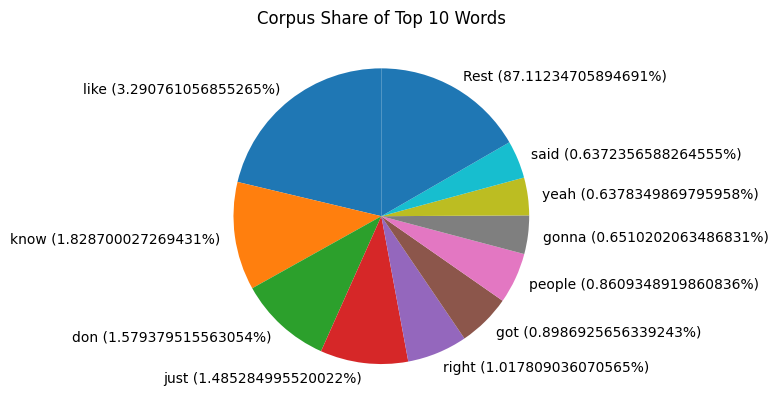 Corpus Share of Top 10 Words
Rest (87.11234705894691%)
like (3.290761056855265%)
said (0.6372356588264555%)
yeah (0.6378349869795958%)
know (1.828700027269431%)
gonna (0.6510202063486831%)
people (0.8609348919860836%)
got (0.8986925656339243%)
don (1.579379515563054%)
right (1.017809036070565%)
just (1.485284995520022%)